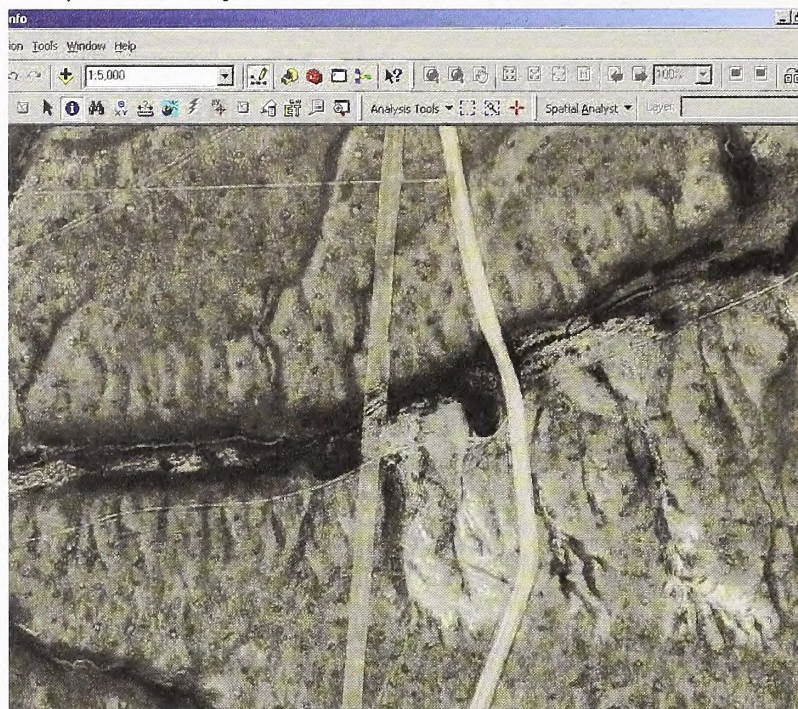 nfo
ion Tools Window Help
1:5,000
100%
Analysis Tools
Spatial Analyst
Layer: